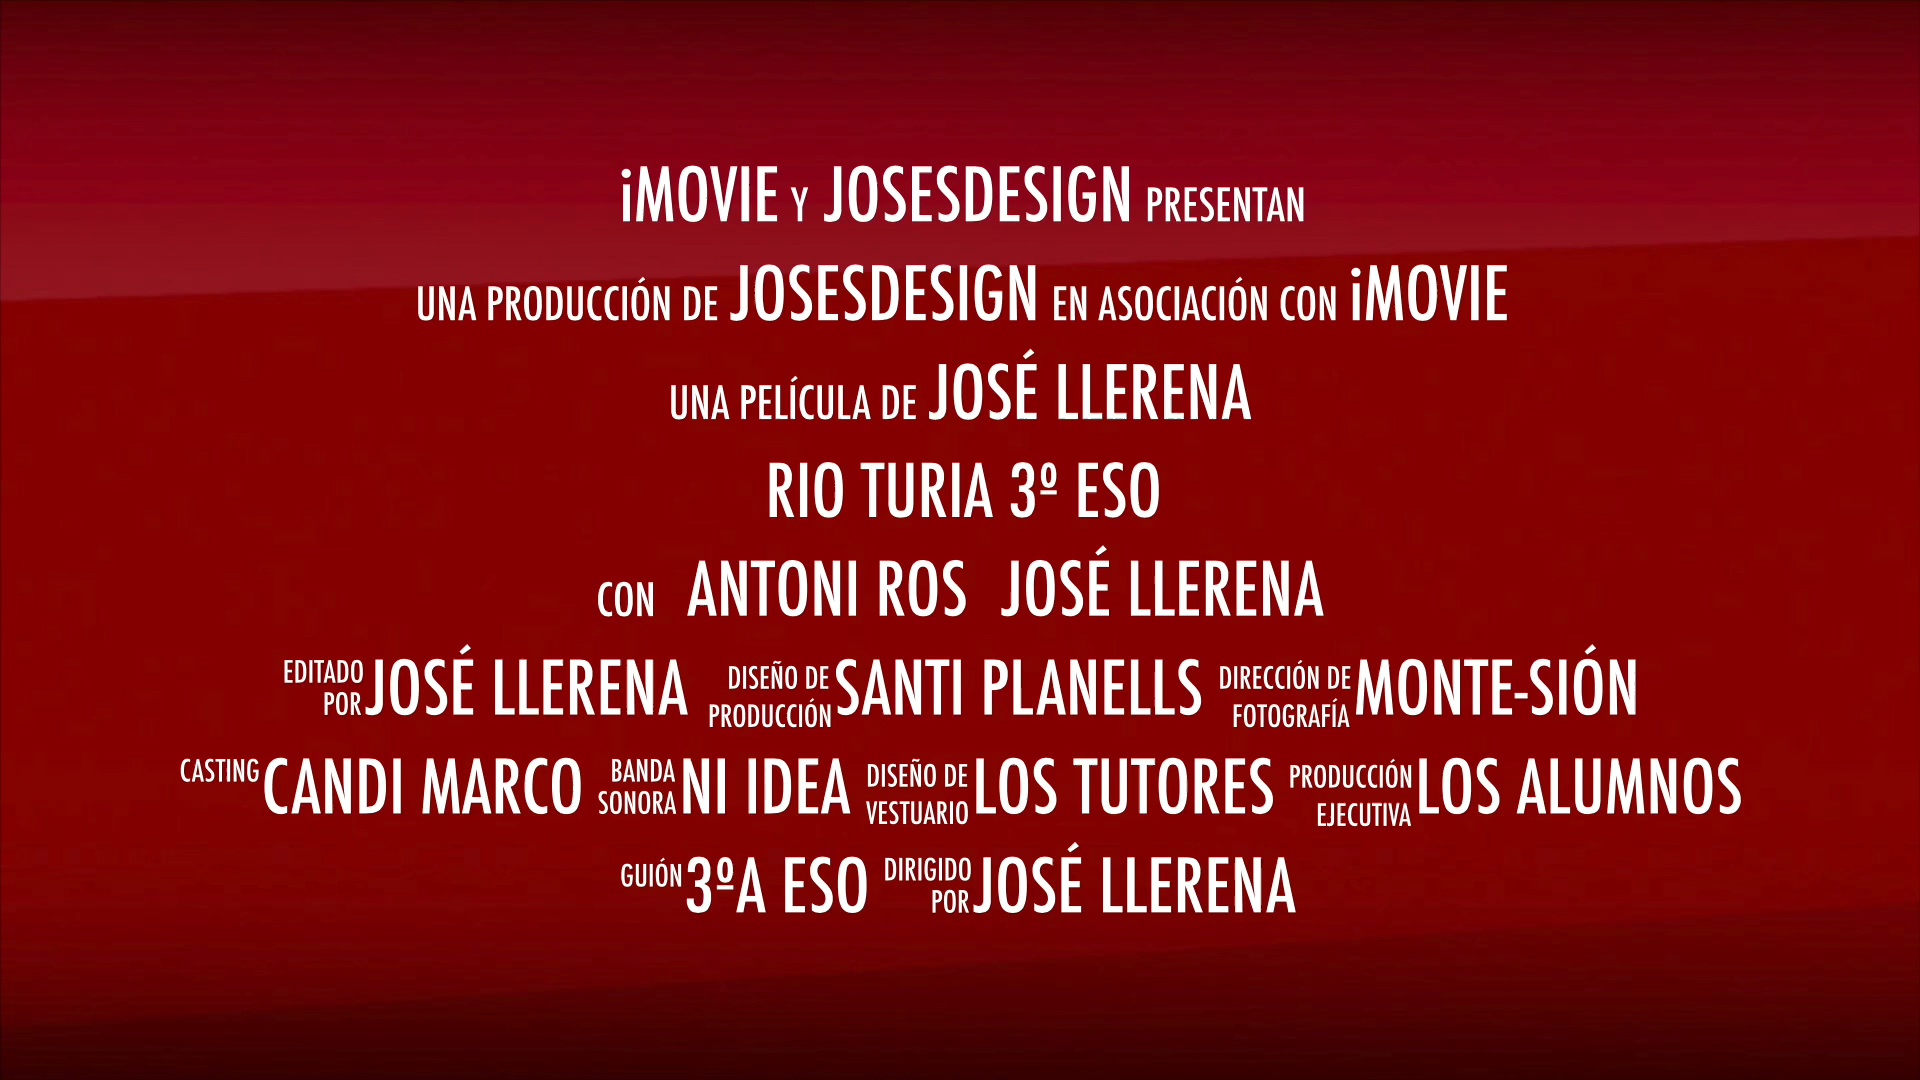 iMOVIE Y JOSESDESIGN PRESENTAN
UNA PRODUCCIÓN DE JOSESDESIGN EN ASOCIACIÓN CON iMOVIE
UNA PELÍCULA DE JOSÉ LLERENA
RIO TURIA 3º ESO
CON ANTONI ROS JOSÉ LLERENA
EDITADO POR JOSÉ LLERENA DISEÑO DE PRODUCCIÓN SANTI PLANELLS DIRECCIÓN DE FOTOGRAFÍA MONTE-SIÓN
CASTING CANDI MARCO BANDA SONORA NI IDEA DISEÑO DE VESTUARIO LOS TUTORES PRODUCCIÓN EJECUTIVA LOS ALUMNOS
GUIÓN 3ºA ESO DIRIGIDO POR JOSÉ LLERENA